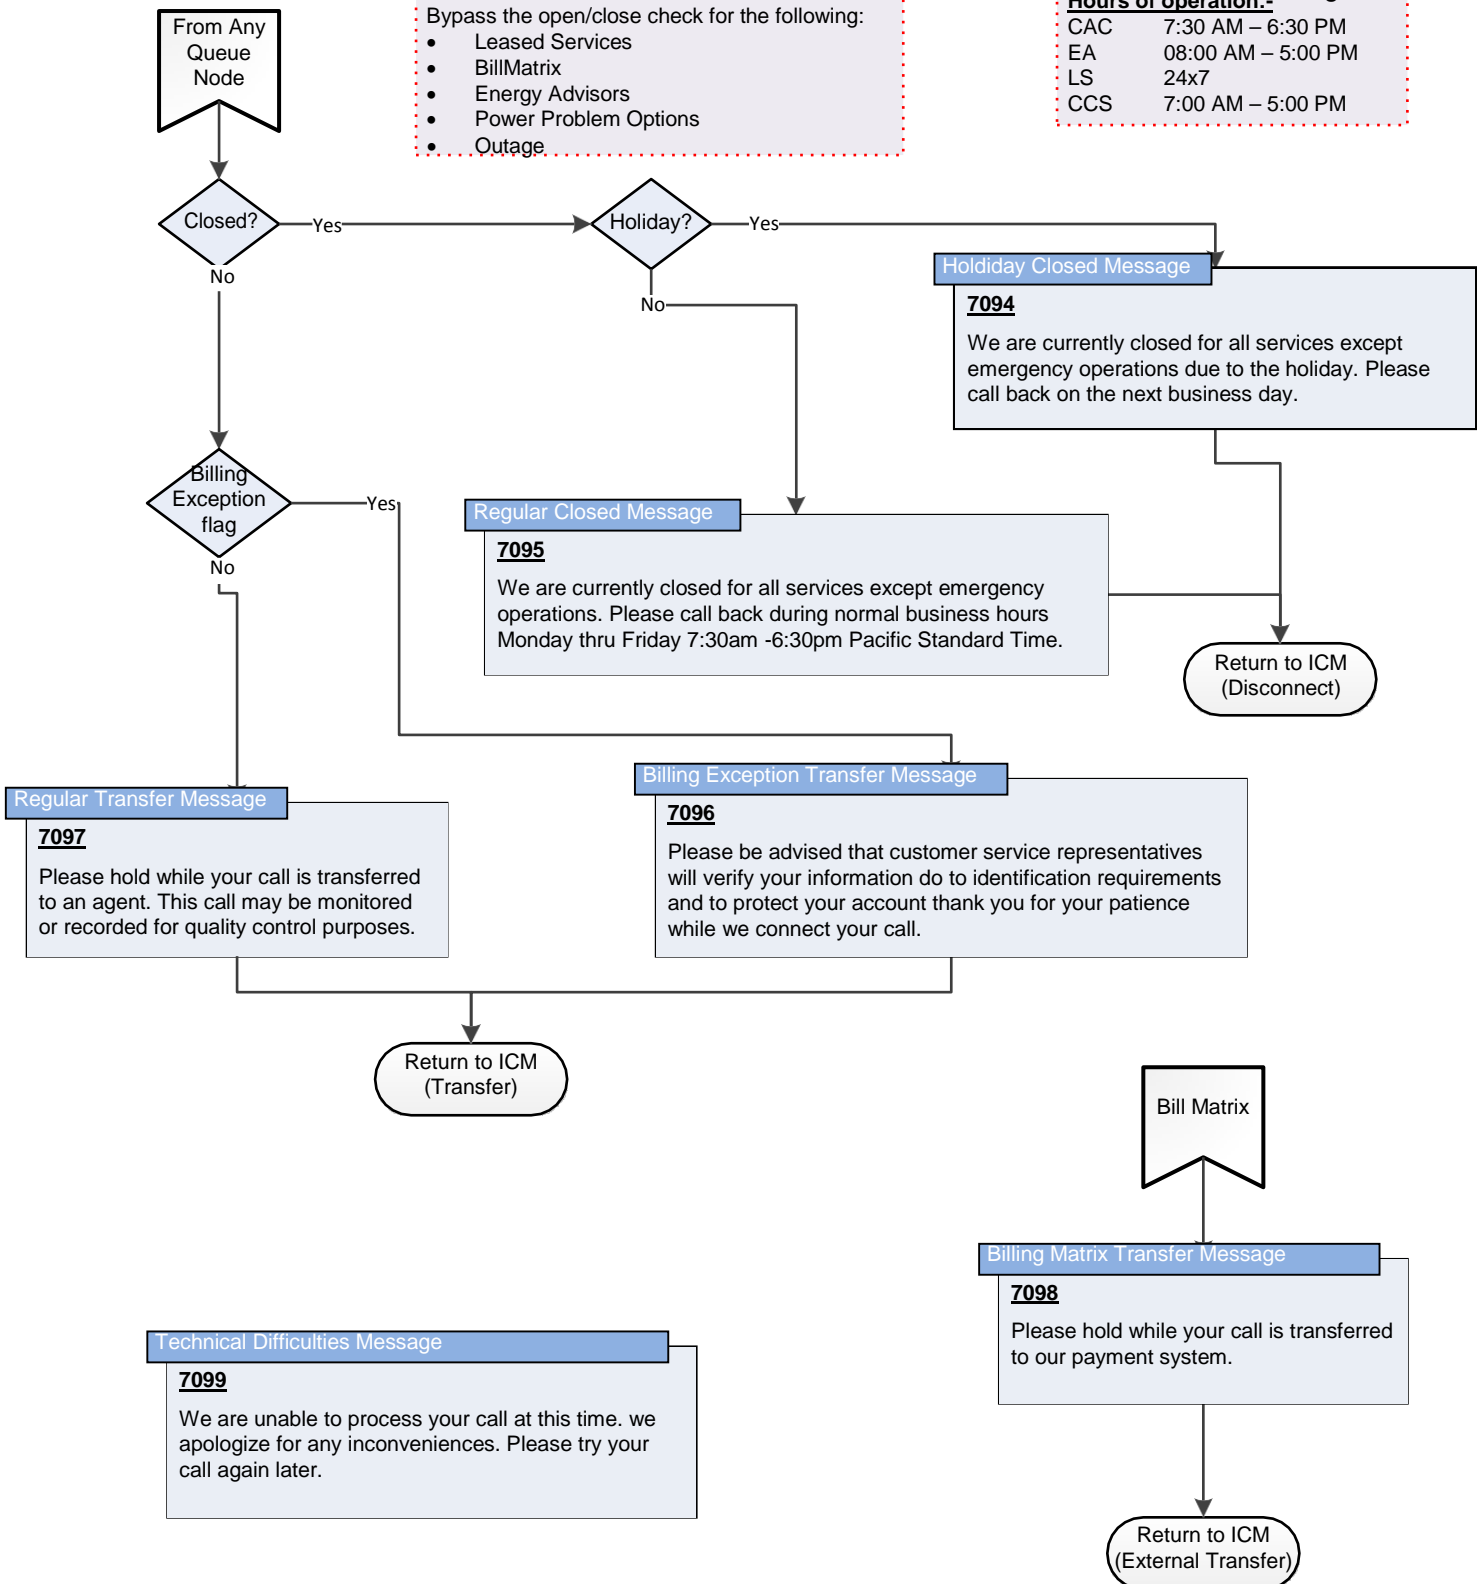 From Any
Queue
Node
Bypass the open/close check for the following:
• Leased Services
• BillMatrix
• Energy Advisors
• Power Problem Options
• Outage
Hours of operation:-
CAC 7:30 AM – 6:30 PM
EA 08:00 AM – 5:00 PM
LS 24x7
CCS 7:00 AM – 5:00 PM
Closed?
Yes
Holiday?
Yes
No
No
Holdiday Closed Message
7094
We are currently closed for all services except
emergency operations due to the holiday. Please
call back on the next business day.
Billing
Exception
flag
Yes
No
Regular Closed Message
7095
We are currently closed for all services except emergency
operations. Please call back during normal business hours
Monday thru Friday 7:30am -6:30pm Pacific Standard Time.
Return to ICM
(Disconnect)
Regular Transfer Message
7097
Please hold while your call is transferred
to an agent. This call may be monitored
or recorded for quality control purposes.
Billing Exception Transfer Message
7096
Please be advised that customer service representatives
will verify your information do to identification requirements
and to protect your account thank you for your patience
while we connect your call.
Return to ICM
(Transfer)
Bill Matrix
Billing Matrix Transfer Message
7098
Please hold while your call is transferred
to our payment system.
Technical Difficulties Message
7099
We are unable to process your call at this time. we
apologize for any inconveniences. Please try your
call again later.
Return to ICM
(External Transfer)